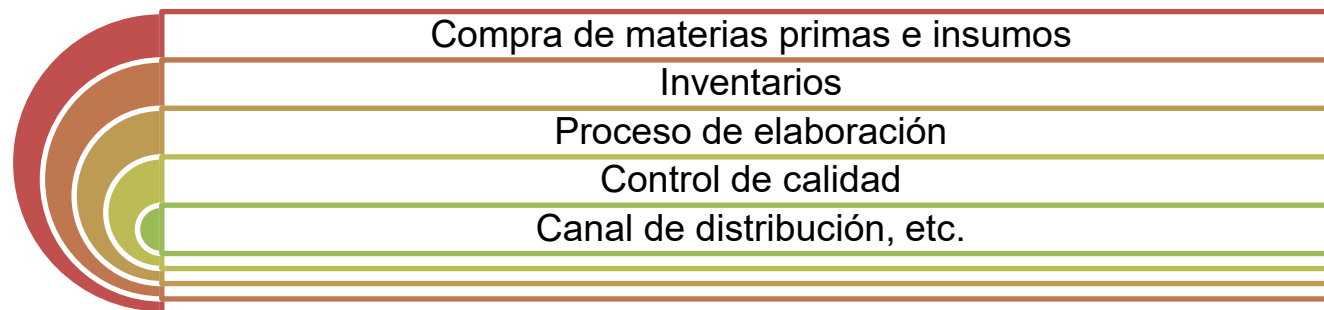 Compra de materias primas e insumos
Inventarios
Proceso de elaboración
Control de calidad
Canal de distribución, etc.